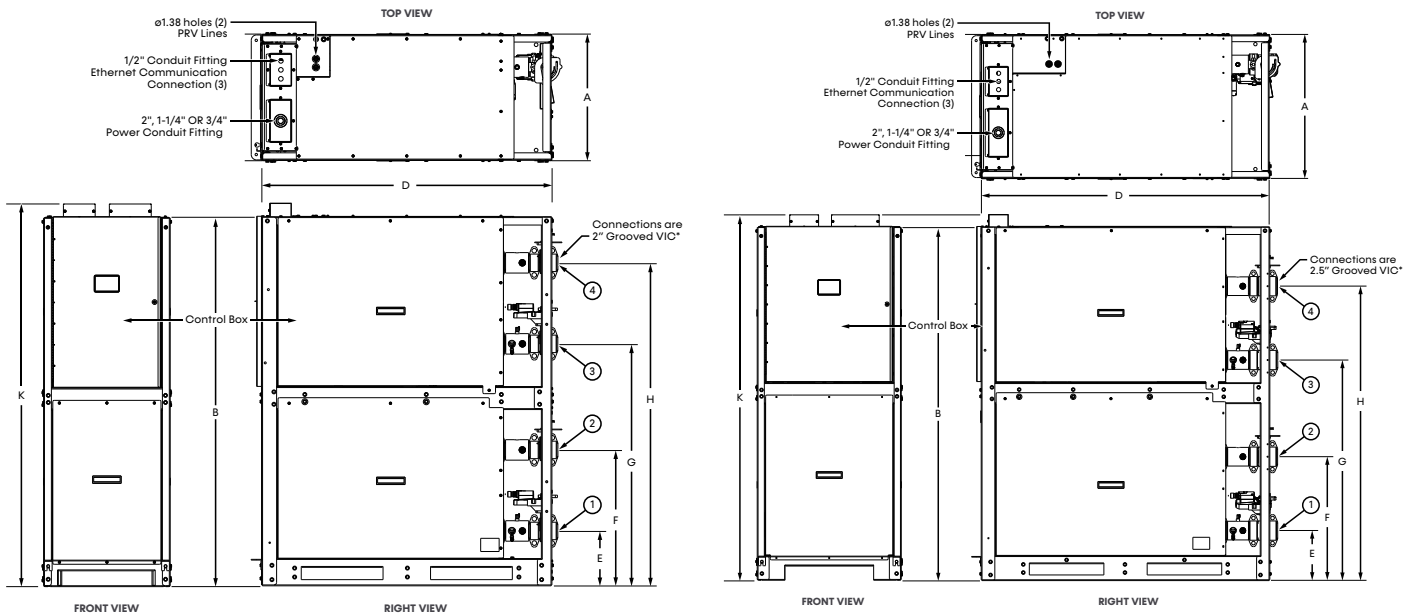 TOP VIEW
ø1.38 holes (2)
PRV Lines
1/2" Conduit Fitting
Ethernet Communication
Connection (3)
2", 1-1/4" OR 3/4"
Power Conduit Fitting
A
D
Connections are
2" Grooved VIC*
4
Control Box
3
K
B
H
2
G
1
F
E
FRONT VIEW
RIGHT VIEW
TOP VIEW
ø1.38 holes (2)
PRV Lines
1/2" Conduit Fitting
Ethernet Communication
Connection (3)
2", 1-1/4" OR 3/4"
Power Conduit Fitting
A
D
Connections are
2.5" Grooved VIC*
4
Control Box
3
K
B
H
2
G
1
F
E
FRONT VIEW
RIGHT VIEW